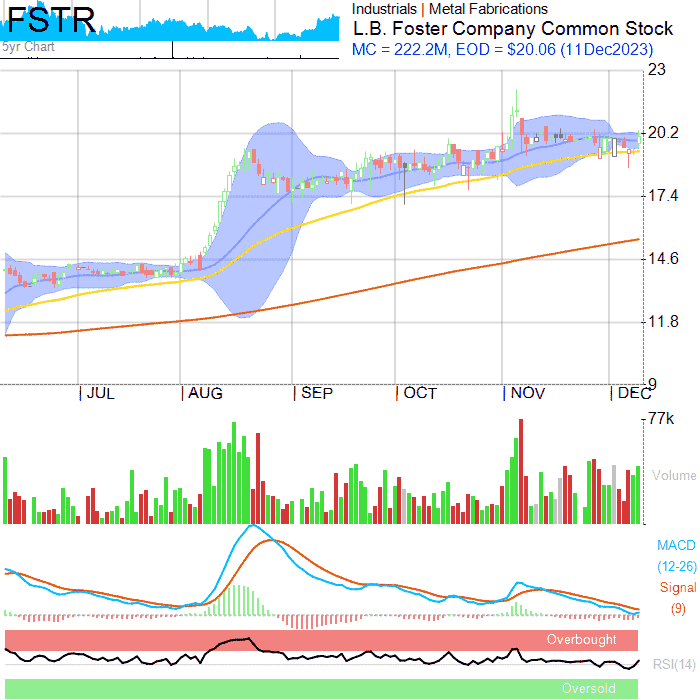 FSTR
5yr Chart
Industrials | Metal Fabrications
L.B. Foster Company Common Stock
MC = 222.2M, EOD = $20.06 (11Dec2023)
23
20.2
17.4
14.6
11.8
9
JUL AUG SEP OCT NOV DEC
77k
Volume
MACD
(12-26)
Signal
(9)
Overbought
RSI(14)
Oversold